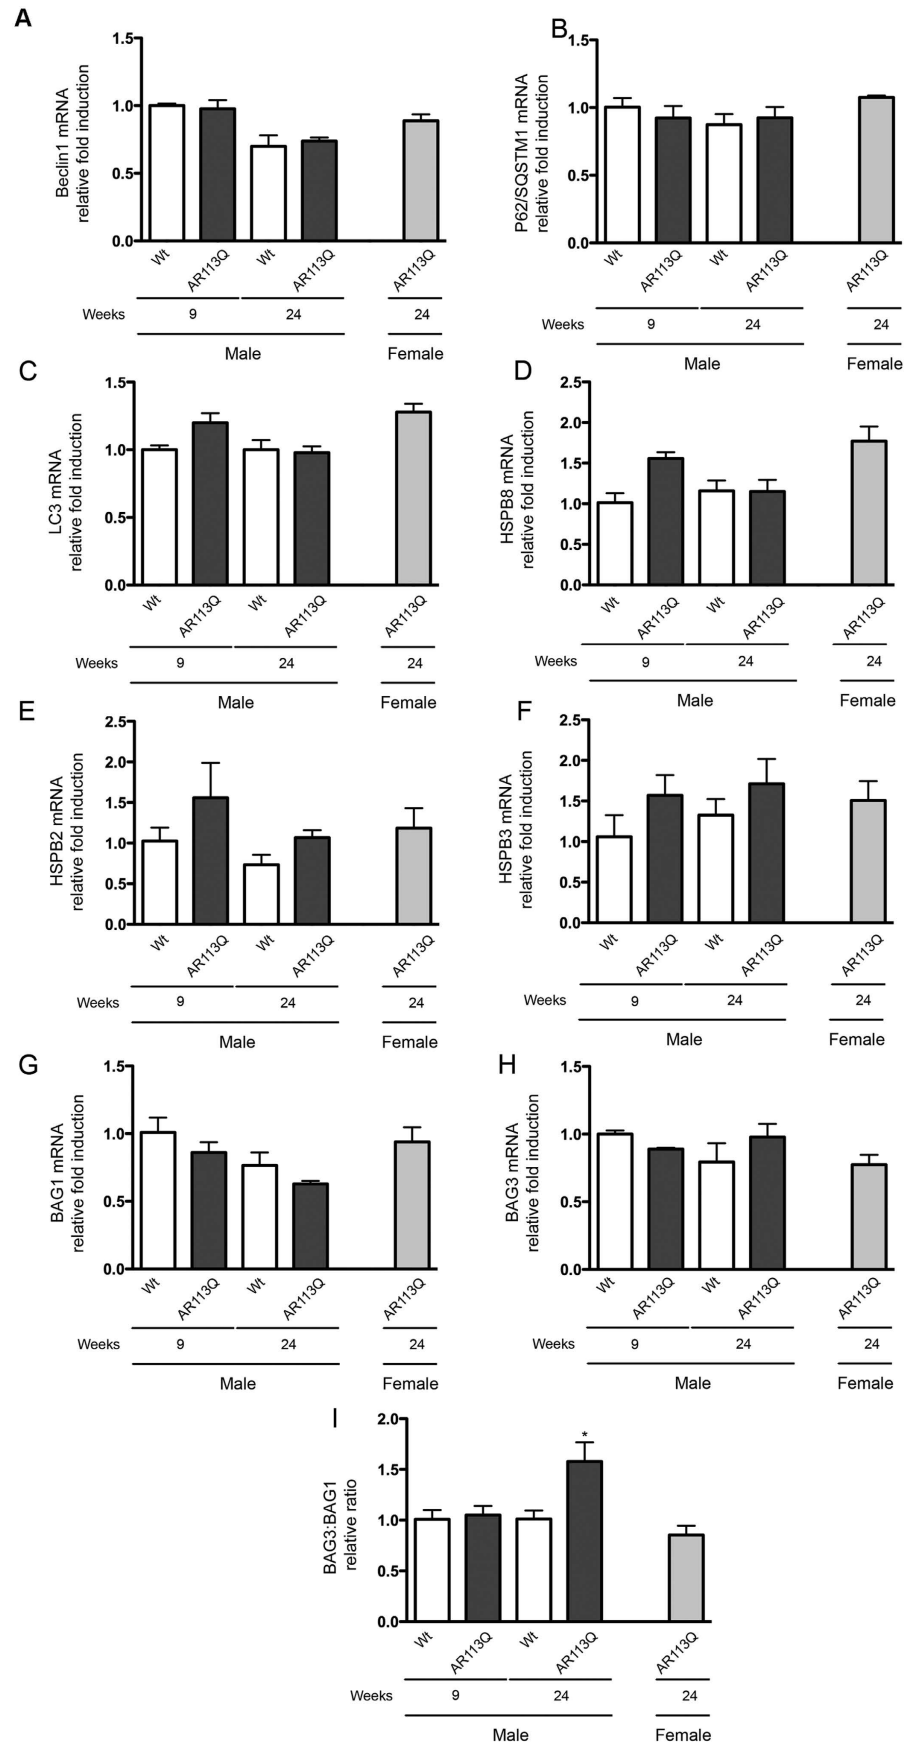 A
Beclin1 mRNA
relative fold induction
1.5
1.0
0.5
0.0
Wt
AR113Q
Wt
AR113Q
AR113Q
Weeks
9
24
24
Male
Female
B
P62/SQSTM1 mRNA
relative fold induction
1.5
1.0
0.5
0.0
Wt
AR113Q
Wt
AR113Q
AR113Q
Weeks
9
24
24
Male
Female
C
LC3 mRNA
relative fold induction
1.5
1.0
0.5
0.0
Wt
AR113Q
Wt
AR113Q
AR113Q
Weeks
9
24
24
Male
Female
D
HSPB8 mRNA
relative fold induction
2.5
2.0
1.5
1.0
0.5
0.0
Wt
AR113Q
Wt
AR113Q
AR113Q
Weeks
9
24
24
Male
Female
E
HSPB2 mRNA
relative fold induction
2.5
2.0
1.5
1.0
0.5
0.0
Wt
AR113Q
Wt
AR113Q
AR113Q
Weeks
9
24
24
Male
Female
F
HSPB3 mRNA
relative fold induction
2.5
2.0
1.5
1.0
0.5
0.0
Wt
AR113Q
Wt
AR113Q
AR113Q
Weeks
9
24
24
Male
Female
G
BAG1 mRNA
relative fold induction
1.5
1.0
0.5
0.0
Wt
AR113Q
Wt
AR113Q
AR113Q
Weeks
9
24
24
Male
Female
H
BAG3 mRNA
relative fold induction
1.5
1.0
0.5
0.0
Wt
AR113Q
Wt
AR113Q
AR113Q
Weeks
9
24
24
Male
Female
I
BAG3:BAG1
relative ratio
2.0
1.5
1.0
0.5
0.0
*
Wt
AR113Q
Wt
AR113Q
AR113Q
Weeks
9
24
24
Male
Female